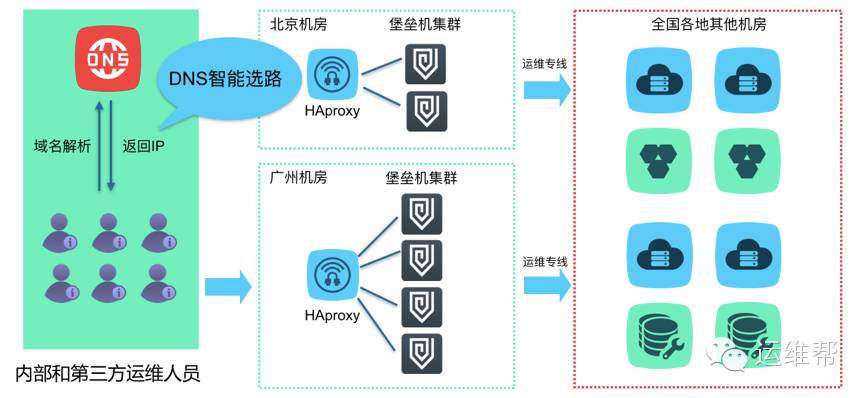 DNS
DNS智能选路
域名解析
返回IP
内部和第三方运维人员
北京机房
堡垒机集群
HAproxy
运维专线
广州机房
堡垒机集群
HAproxy
运维专线
全国各地其他机房
运维帮